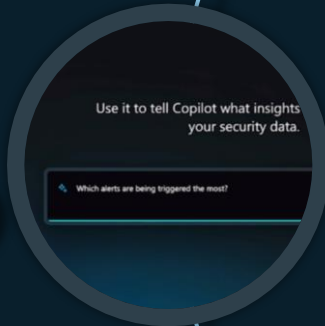 Use it to tell Copilot what insights
your security data.
Which alerts are being triggered the most?